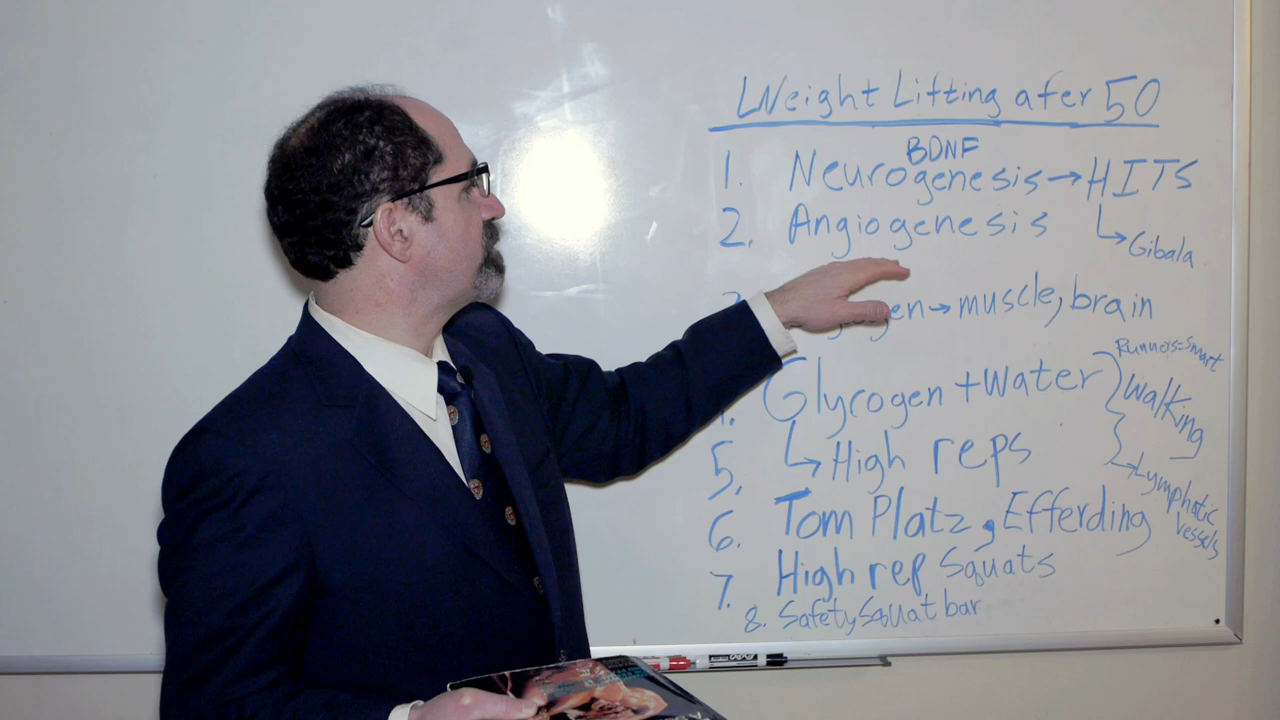 Weight Lifting afer 50
BDNF
1. Neurogenesis → HITS
2. Angiogenesis ↳ Gibala
→ muscle, brain
Runners=Smart
Glycogen + Water } Walking
5. ↳ High reps → Lymphatic vessels
6. Tom Platz, Efferding
7. High rep Squats
8. Safety Squat bar